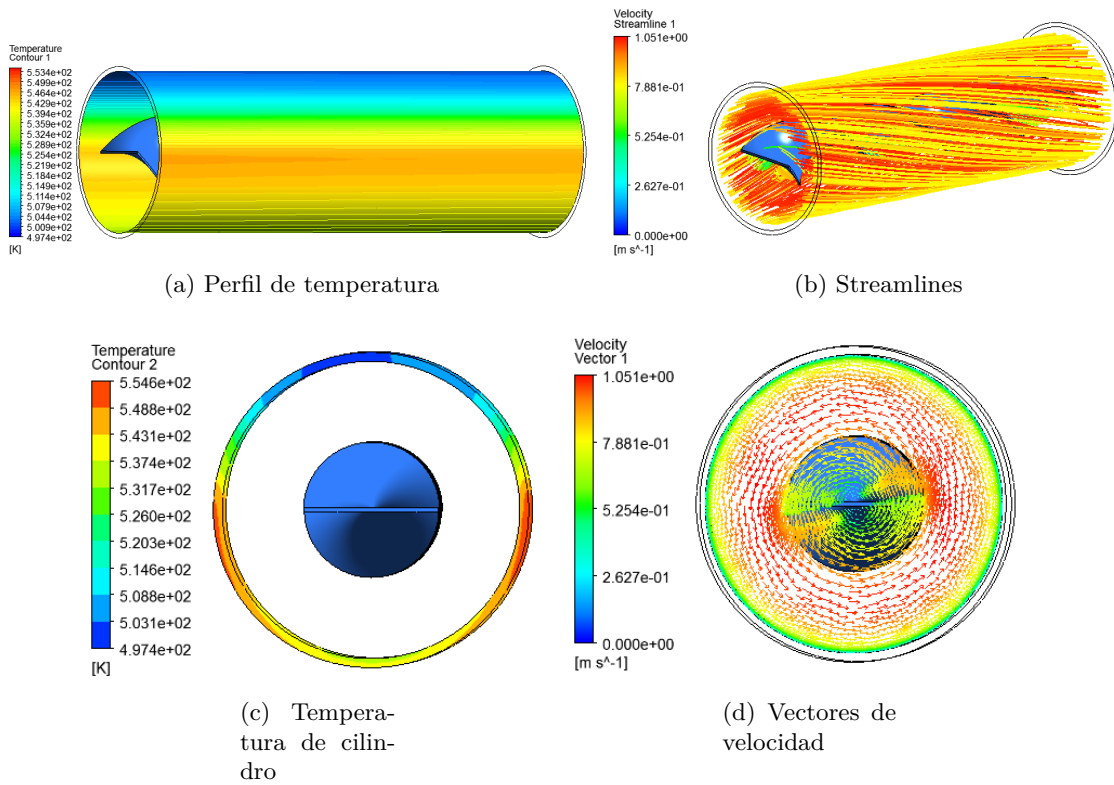 Temperature
Contour 1
5.534e+02
5.499e+02
5.464e+02
5.429e+02
5.394e+02
5.359e+02
5.324e+02
5.289e+02
5.254e+02
5.219e+02
5.184e+02
5.149e+02
5.114e+02
5.079e+02
5.044e+02
5.009e+02
4.974e+02
[K]
Velocity
Streamline 1
1.051e+00
7.881e-01
5.254e-01
2.627e-01
0.000e+00
[m s^-1]
(a) Perfil de temperatura
(b) Streamlines
Temperature
Contour 2
5.546e+02
5.488e+02
5.431e+02
5.374e+02
5.317e+02
5.260e+02
5.203e+02
5.146e+02
5.088e+02
5.031e+02
4.974e+02
[K]
Velocity
Vector 1
1.051e+00
7.881e-01
5.254e-01
2.627e-01
0.000e+00
[m s^-1]
(c) Tempera-
tura de cilin-
dro
(d) Vectores de
velocidad